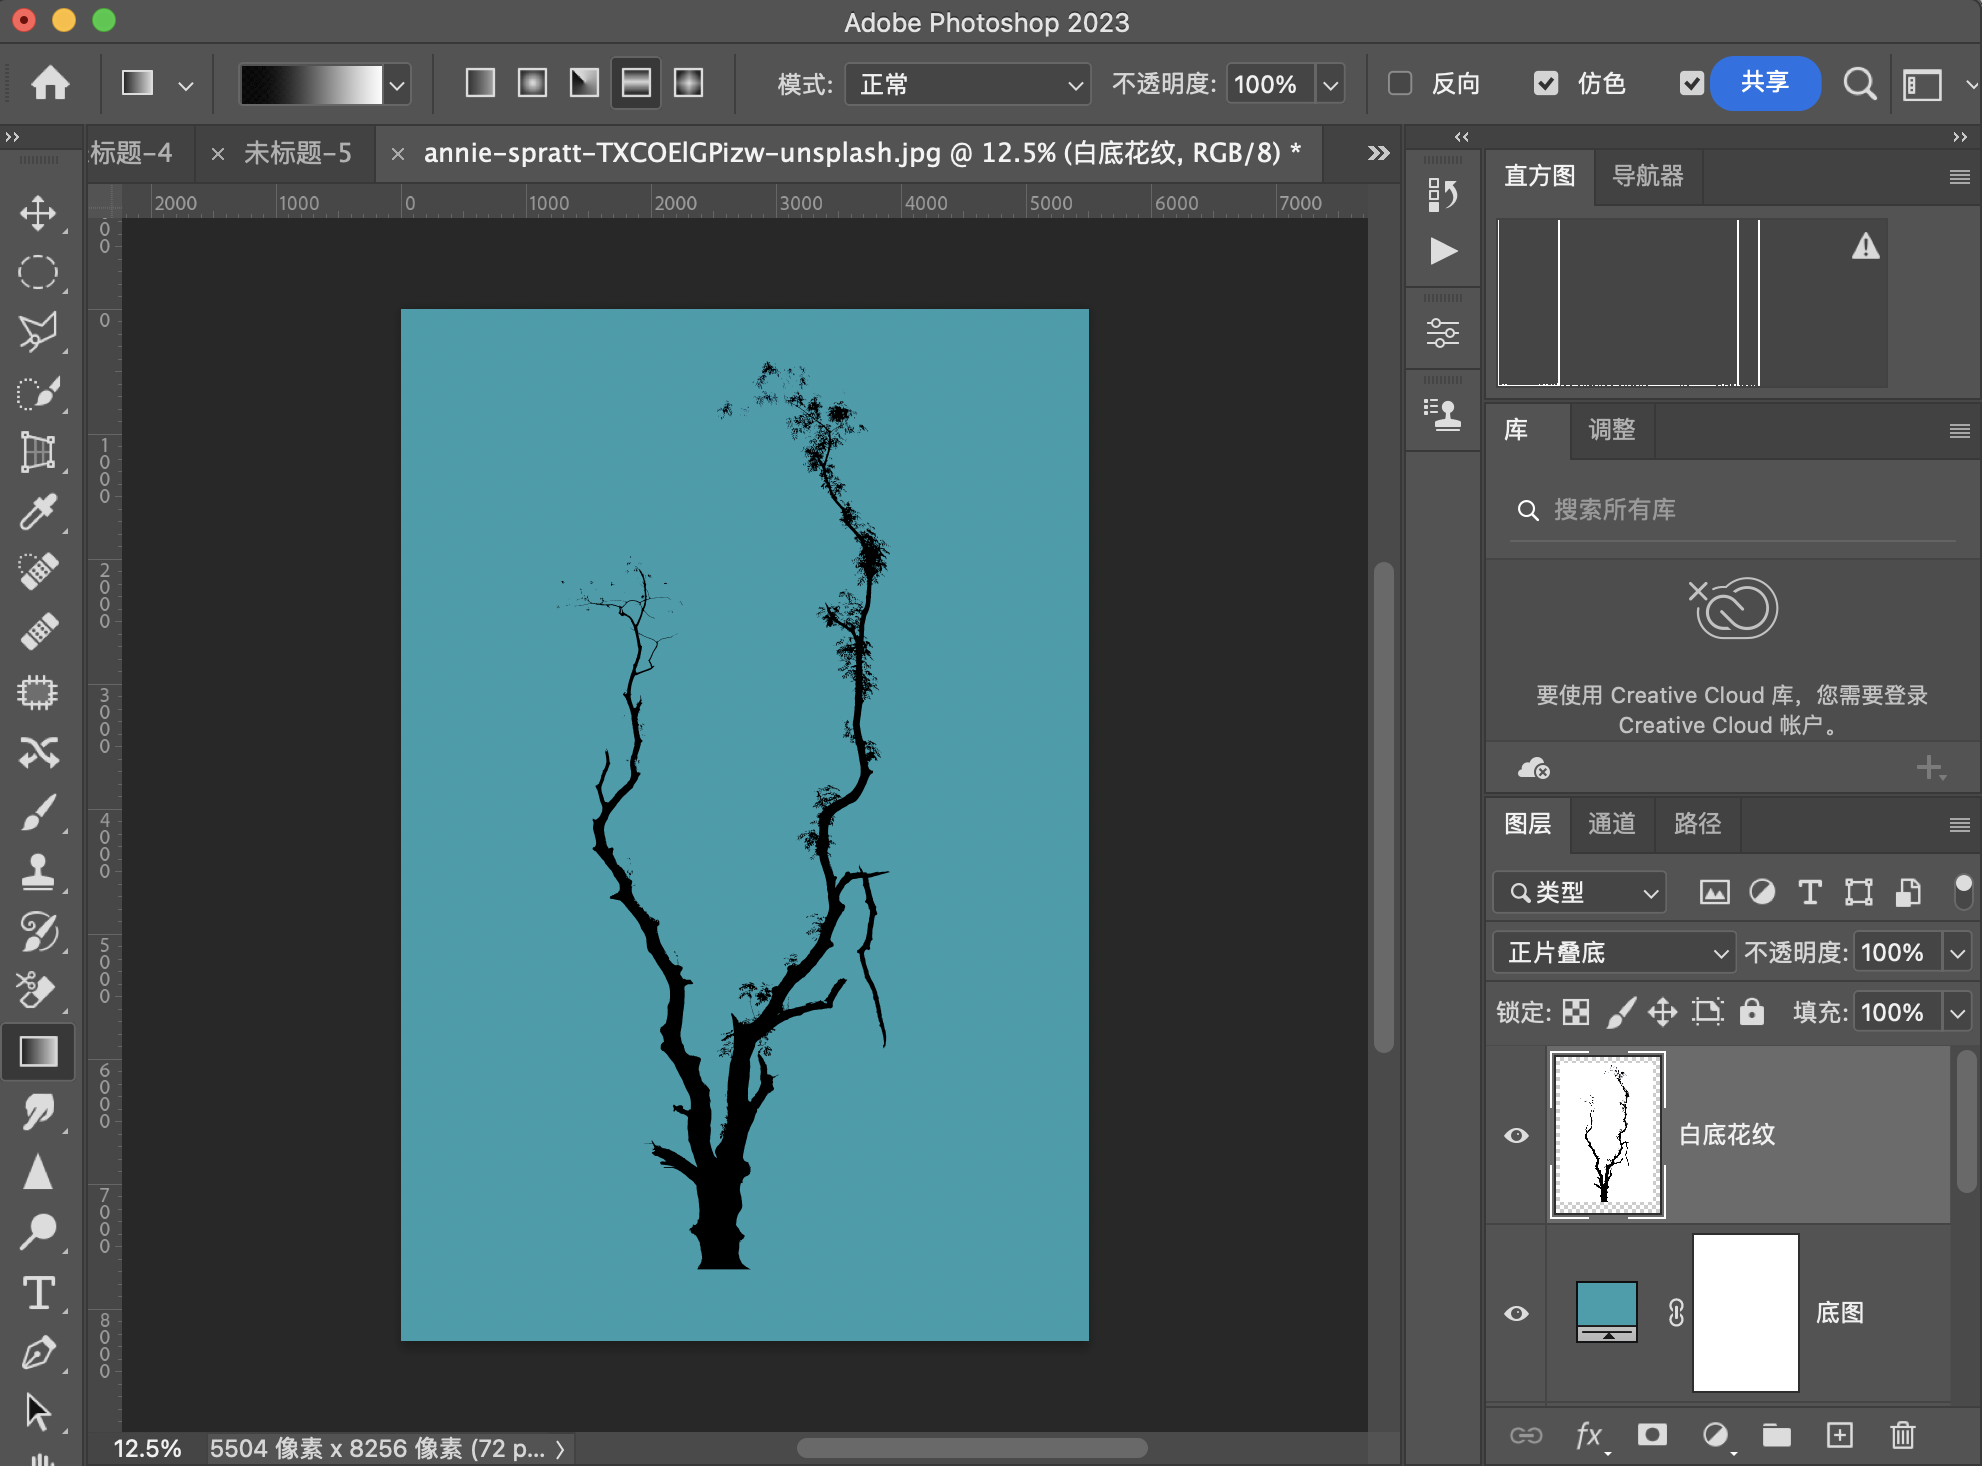 Adobe Photoshop 2023
模式: 正常 不透明度: 100% 反向 仿色 共享
标题-4 × 未标题-5 × annie-spratt-TXCOElGPizw-unsplash.jpg @ 12.5% (白底花纹, RGB/8) *
2000 1000 0 1000 2000 3000 4000 5000 6000 7000
0 0
0
1000
2000
3000
4000
5000
6000
7000
8000
直方图 导航器
库 调整
搜索所有库
要使用 Creative Cloud 库，您需要登录
Creative Cloud 帐户。
图层 通道 路径
类型
正片叠底 不透明度: 100%
锁定: 填充: 100%
白底花纹
底图
fx
12.5% 5504 像素 x 8256 像素 (72 p...